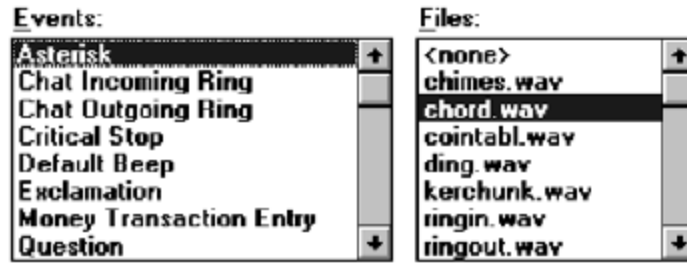 Events:
Asterisk
Chat Incoming Ring
Chat Outgoing Ring
Critical Stop
Default Beep
Exclamation
Money Transaction Entry
Question
Files:
<none>
chimes.wav
chord.wav
cointabl.wav
ding.wav
kerchunk.wav
ringin.wav
ringout.wav